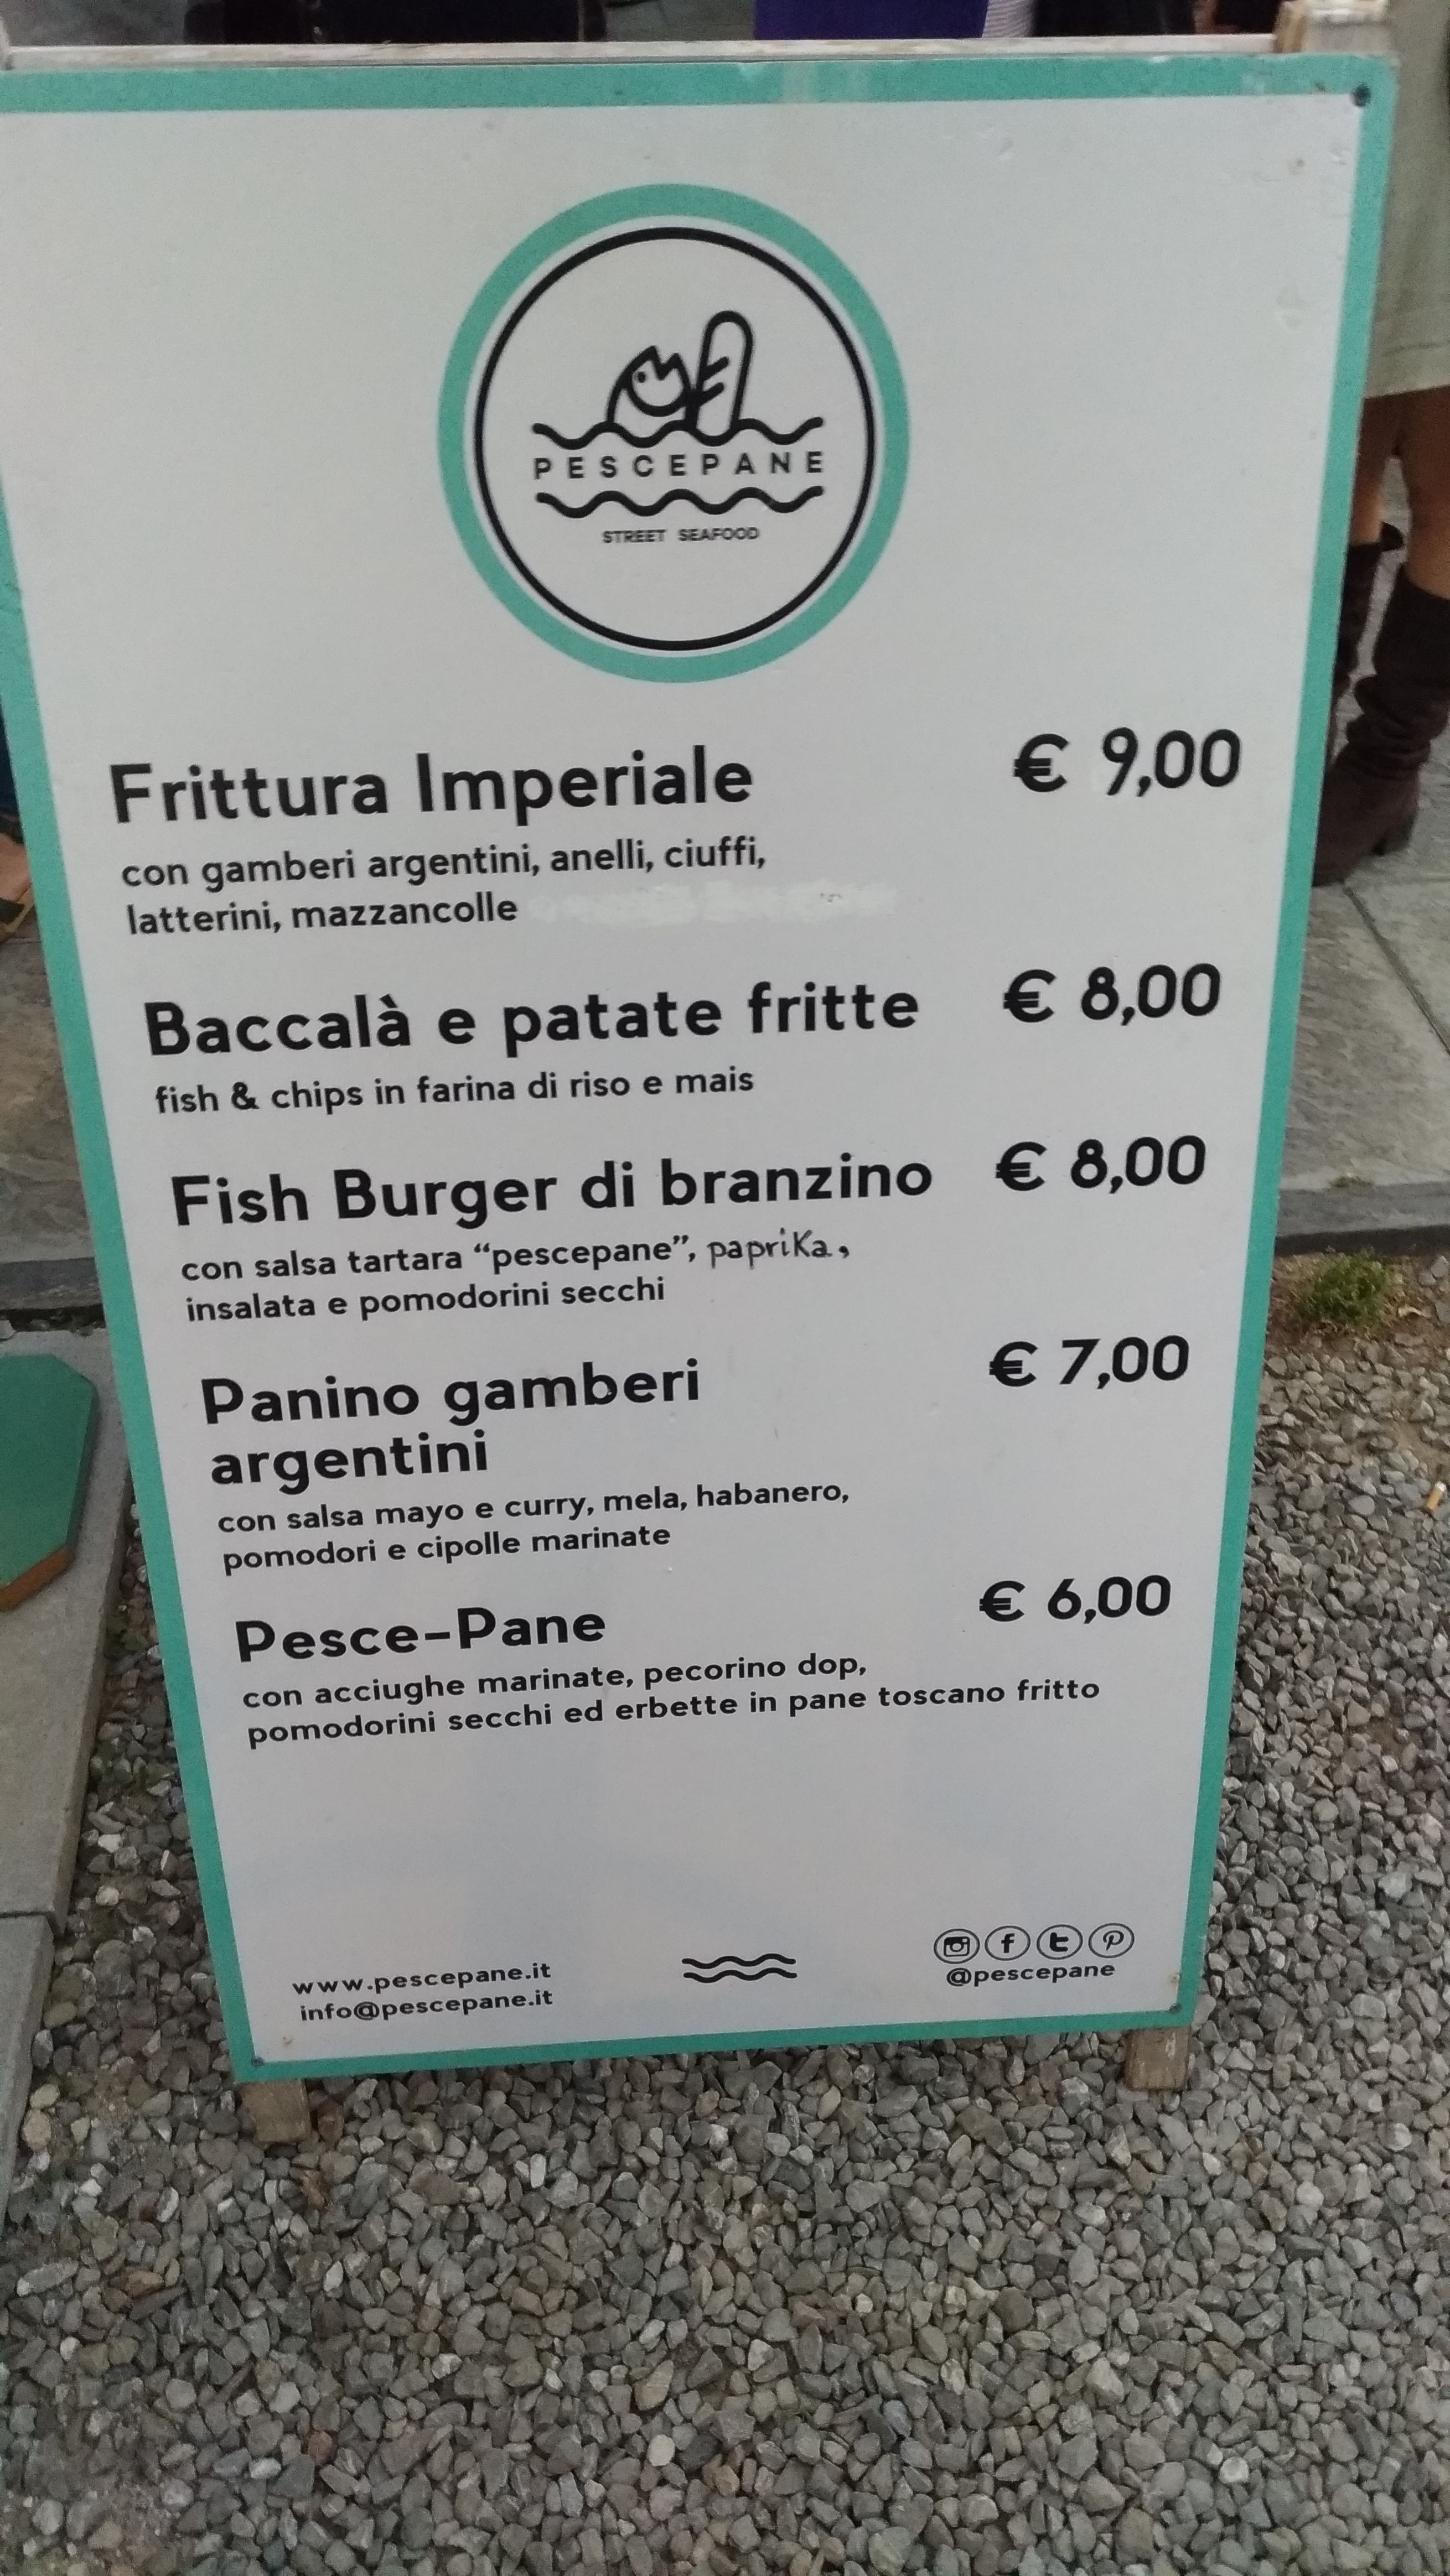 PESCEPANE
STREET SEAFOOD
Frittura Imperiale € 9,00
con gamberi argentini, anelli, ciuffi,
latterini, mazzancolle
Baccalà e patate fritte € 8,00
fish & chips in farina di riso e mais
Fish Burger di branzino € 8,00
con salsa tartara “pescepane”, paprika,
insalata e pomodorini secchi
Panino gamberi € 7,00
argentini
con salsa mayo e curry, mela, habanero,
pomodori e cipolle marinate
Pesce-Pane € 6,00
con acciughe marinate, pecorino dop,
pomodorini secchi ed erbette in pane toscano fritto
www.pescepane.it
info@pescepane.it
@pescepane